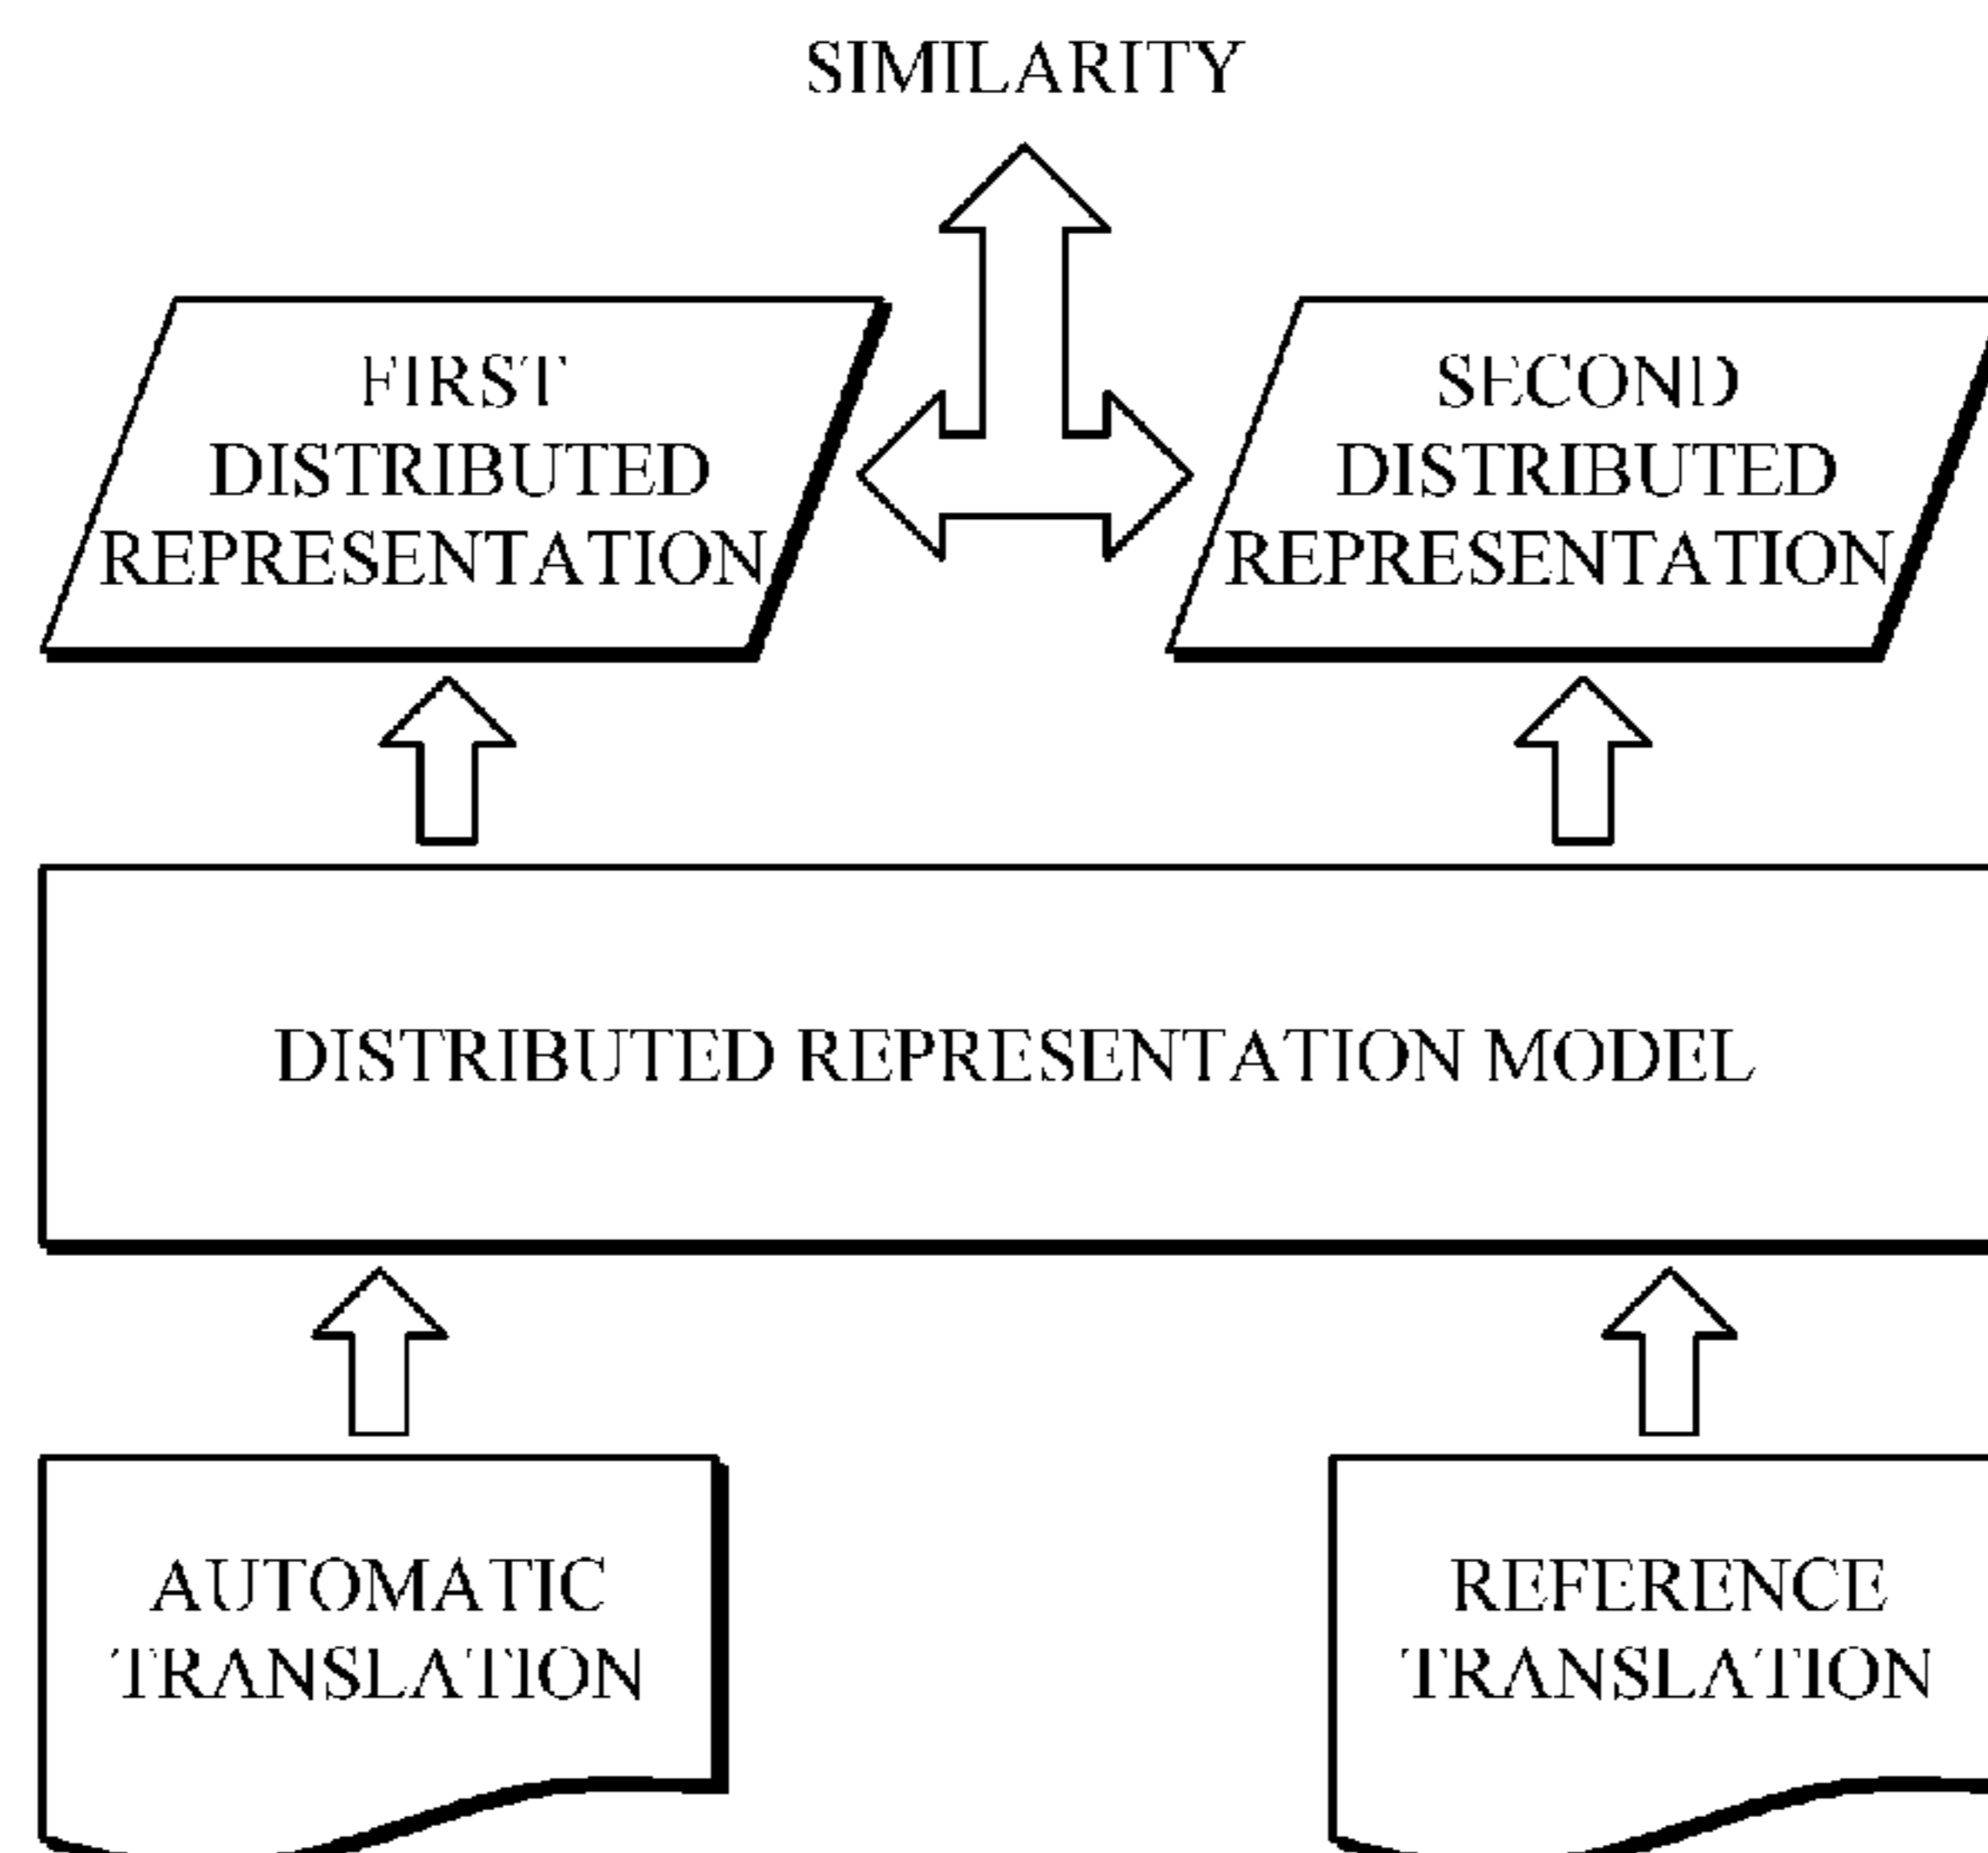 SIMILARITY
FIRST
DISTRIBUTED
REPRESENTATION
SECOND
DISTRIBUTED
REPRESENTATION
DISTRIBUTED REPRESENTATION MODEL
AUTOMATIC
TRANSLATION
REFERENCE
TRANSLATION